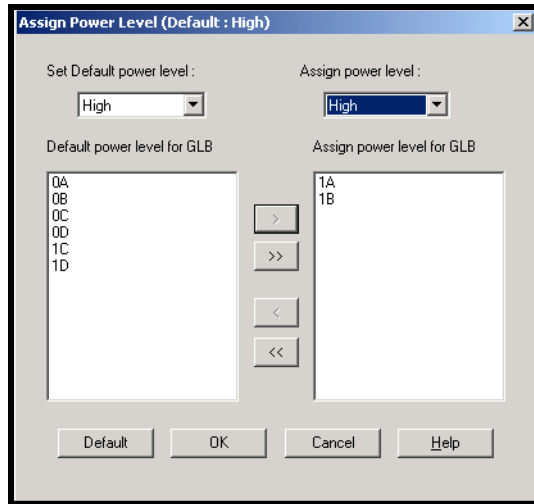 Assign Power Level (Default : High)
Set Default power level :
Assign power level :
High
High
Default power level for GLB
Assign power level for GLB
0A
0B
0C
0D
1C
1D
1A
1B
>
>>
<
<<
Default
OK
Cancel
Help